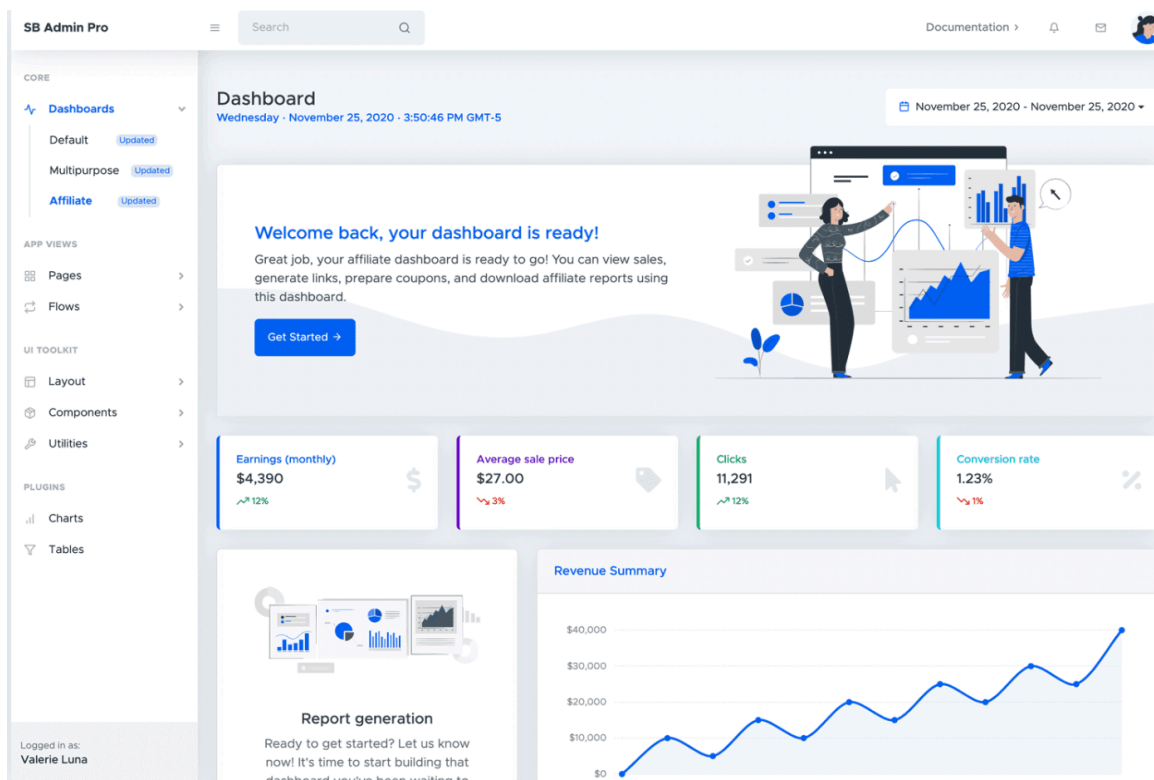 SB Admin Pro
Search
Documentation
CORE
Dashboards
Default Updated
Multipurpose Updated
Affiliate Updated
APP VIEWS
Pages
Flows
UI TOOLKIT
Layout
Components
Utilities
PLUGINS
Charts
Tables
Logged in as:
Valerie Luna
Dashboard
Wednesday · November 25, 2020 · 3:50:46 PM GMT-5
November 25, 2020 - November 25, 2020
Welcome back, your dashboard is ready!
Great job, your affiliate dashboard is ready to go! You can view sales,
generate links, prepare coupons, and download affiliate reports using
this dashboard.
Get Started →
Earnings (monthly)
$4,390
12%
Average sale price
$27.00
3%
Clicks
11,291
12%
Conversion rate
1.23%
1%
Report generation
Ready to get started? Let us know
now! It's time to start building that
dashboard you've been waiting to
Revenue Summary
$40,000
$30,000
$20,000
$10,000
$0